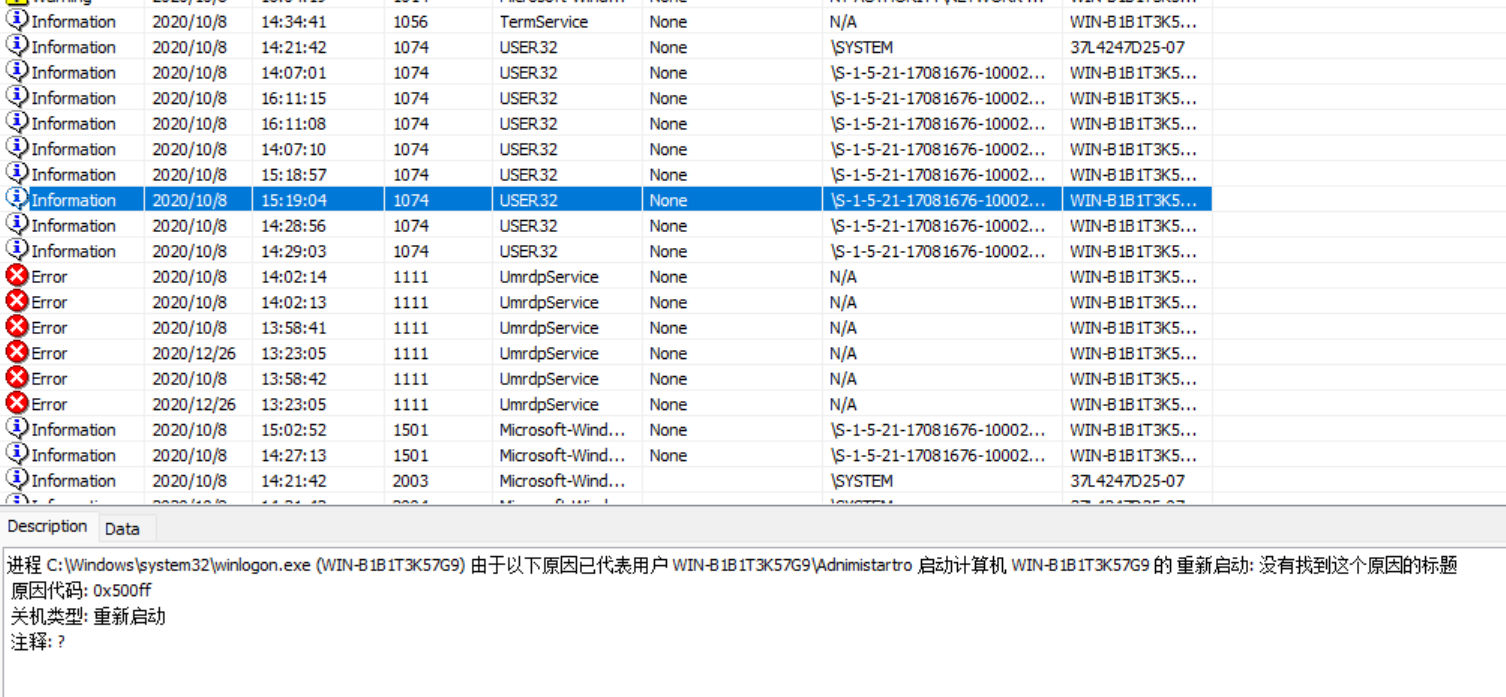 Information 2020/10/8 14:34:41 1056 TermService None N/A WIN-B1B1T3K5...
Information 2020/10/8 14:21:42 1074 USER32 None \SYSTEM 37L4247D25-07
Information 2020/10/8 14:07:01 1074 USER32 None \S-1-5-21-17081676-10002... WIN-B1B1T3K5...
Information 2020/10/8 16:11:15 1074 USER32 None \S-1-5-21-17081676-10002... WIN-B1B1T3K5...
Information 2020/10/8 16:11:08 1074 USER32 None \S-1-5-21-17081676-10002... WIN-B1B1T3K5...
Information 2020/10/8 14:07:10 1074 USER32 None \S-1-5-21-17081676-10002... WIN-B1B1T3K5...
Information 2020/10/8 15:18:57 1074 USER32 None \S-1-5-21-17081676-10002... WIN-B1B1T3K5...
Information 2020/10/8 15:19:04 1074 USER32 None \S-1-5-21-17081676-10002... WIN-B1B1T3K5...
Information 2020/10/8 14:28:56 1074 USER32 None \S-1-5-21-17081676-10002... WIN-B1B1T3K5...
Information 2020/10/8 14:29:03 1074 USER32 None \S-1-5-21-17081676-10002... WIN-B1B1T3K5...
Error 2020/10/8 14:02:14 1111 UmrdpService None N/A WIN-B1B1T3K5...
Error 2020/10/8 14:02:13 1111 UmrdpService None N/A WIN-B1B1T3K5...
Error 2020/10/8 13:58:41 1111 UmrdpService None N/A WIN-B1B1T3K5...
Error 2020/12/26 13:23:05 1111 UmrdpService None N/A WIN-B1B1T3K5...
Error 2020/10/8 13:58:42 1111 UmrdpService None N/A WIN-B1B1T3K5...
Error 2020/12/26 13:23:05 1111 UmrdpService None N/A WIN-B1B1T3K5...
Information 2020/10/8 15:02:52 1501 Microsoft-Wind... None \S-1-5-21-17081676-10002... WIN-B1B1T3K5...
Information 2020/10/8 14:27:13 1501 Microsoft-Wind... None \S-1-5-21-17081676-10002... WIN-B1B1T3K5...
Information 2020/10/8 14:21:42 2003 Microsoft-Wind... \SYSTEM 37L4247D25-07
Description Data
进程 C:\Windows\system32\winlogon.exe (WIN-B1B1T3K57G9) 由于以下原因已代表用户 WIN-B1B1T3K57G9\Adnimistartro 启动计算机 WIN-B1B1T3K57G9 的 重新启动: 没有找到这个原因的标题
原因代码: 0x500ff
关机类型: 重新启动
注释: ?